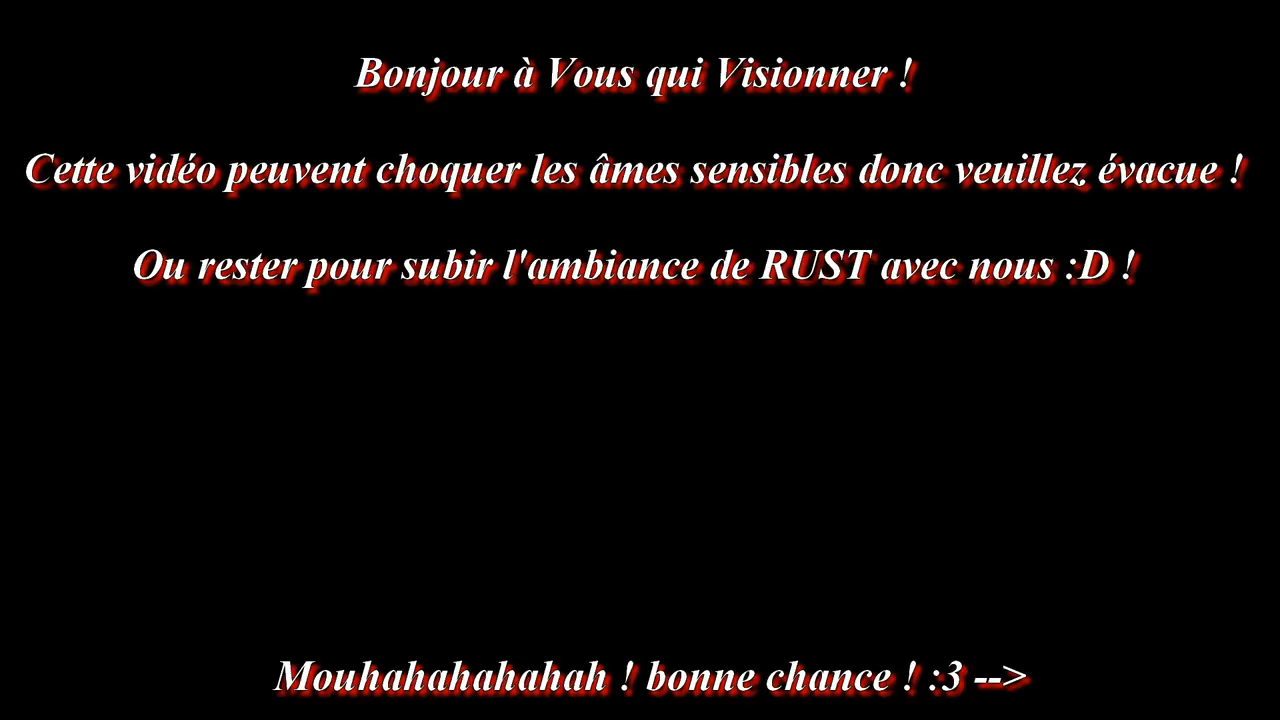 Bonjour à Vous qui Visionner !
Cette vidéo peuvent choquer les âmes sensibles donc veuillez évacue !
Ou rester pour subir l'ambiance de RUST avec nous :D !
Mouhahahahahah ! bonne chance ! :3 -->